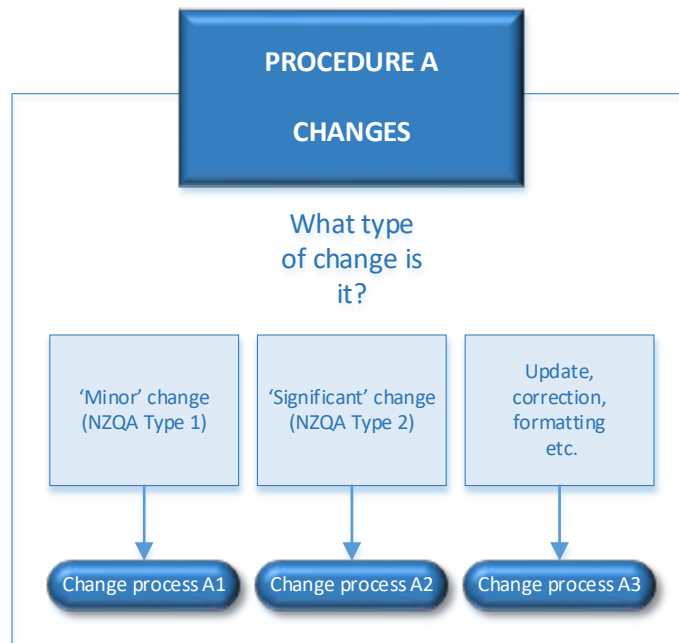 PROCEDURE A
CHANGES
What type
of change is
it?
‘Minor’ change
(NZQA Type 1)
‘Significant’ change
(NZQA Type 2)
Update,
correction,
formatting
etc.
Change process A1
Change process A2
Change process A3